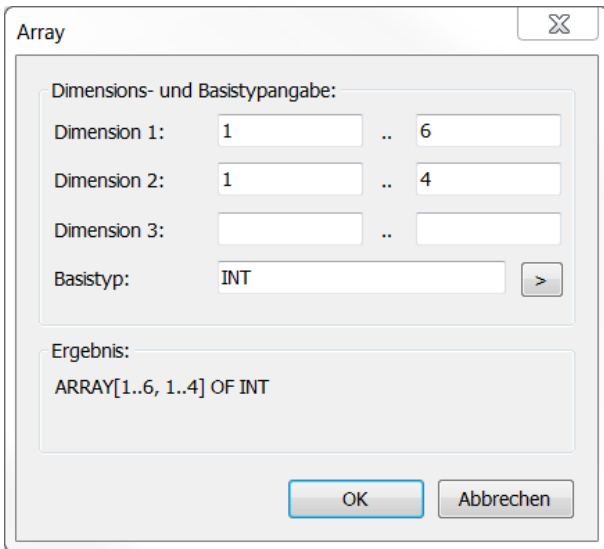 Array
Dimensions- und Basistypangabe:
Dimension 1: 1 .. 6
Dimension 2: 1 .. 4
Dimension 3: ..
Basistyp: INT >
Ergebnis:
ARRAY[1..6, 1..4] OF INT
OK Abbrechen